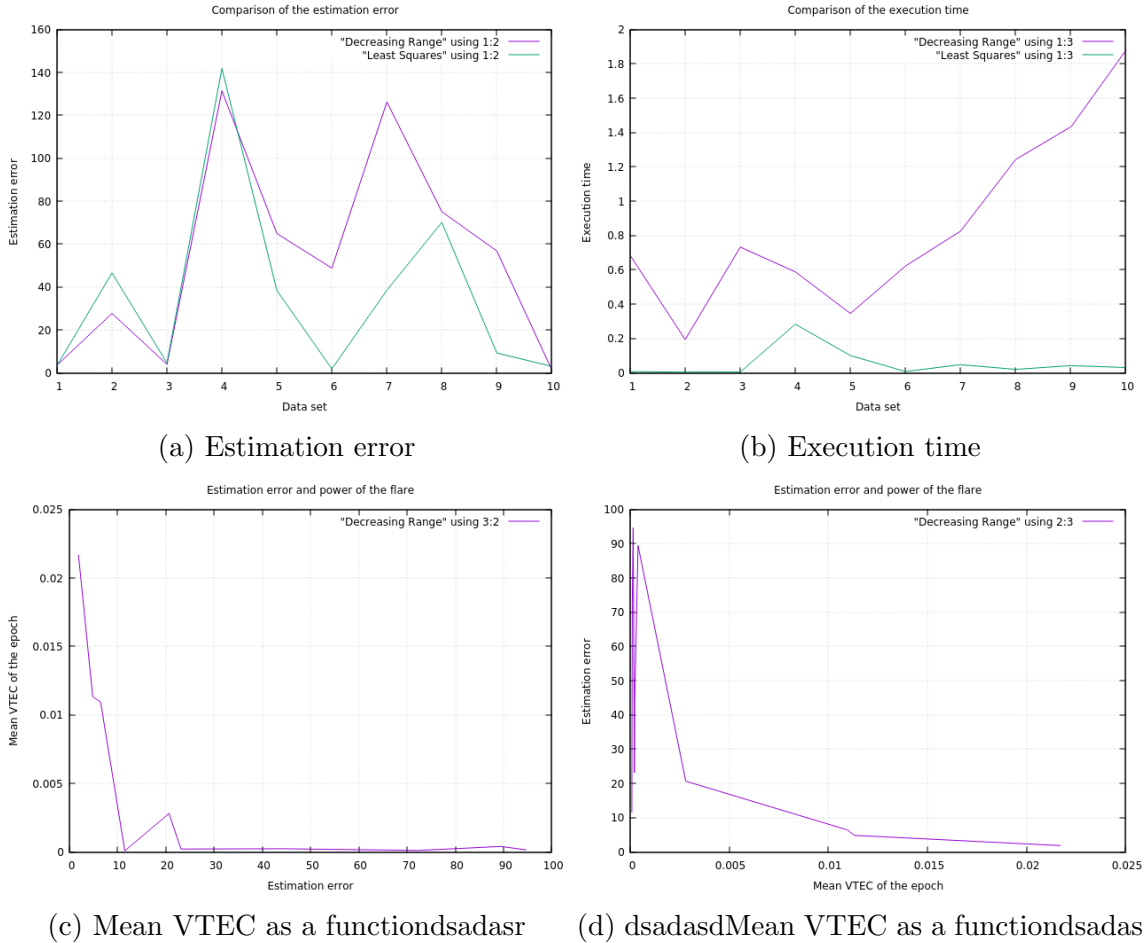 Comparison of the estimation error
160
140
120
100
80
60
40
20
0
Estimation error
"Decreasing Range" using 1:2
"Least Squares" using 1:2
1 2 3 4 5 6 7 8 9 10
Data set
(a) Estimation error
Comparison of the execution time
2
1.8
1.6
1.4
1.2
1
0.8
0.6
0.4
0.2
0
Execution time
"Decreasing Range" using 1:3
"Least Squares" using 1:3
1 2 3 4 5 6 7 8 9 10
Data set
(b) Execution time
Estimation error and power of the flare
0.025
0.02
0.015
0.01
0.005
0
Mean VTEC of the epoch
"Decreasing Range" using 3:2
0 10 20 30 40 50 60 70 80 90 100
Estimation error
(c) Mean VTEC as a functiondsadasr
Estimation error and power of the flare
100
90
80
70
60
50
40
30
20
10
0
Estimation error
"Decreasing Range" using 2:3
0 0.005 0.01 0.015 0.02 0.025
Mean VTEC of the epoch
(d) dsadasdMean VTEC as a functiondsadas